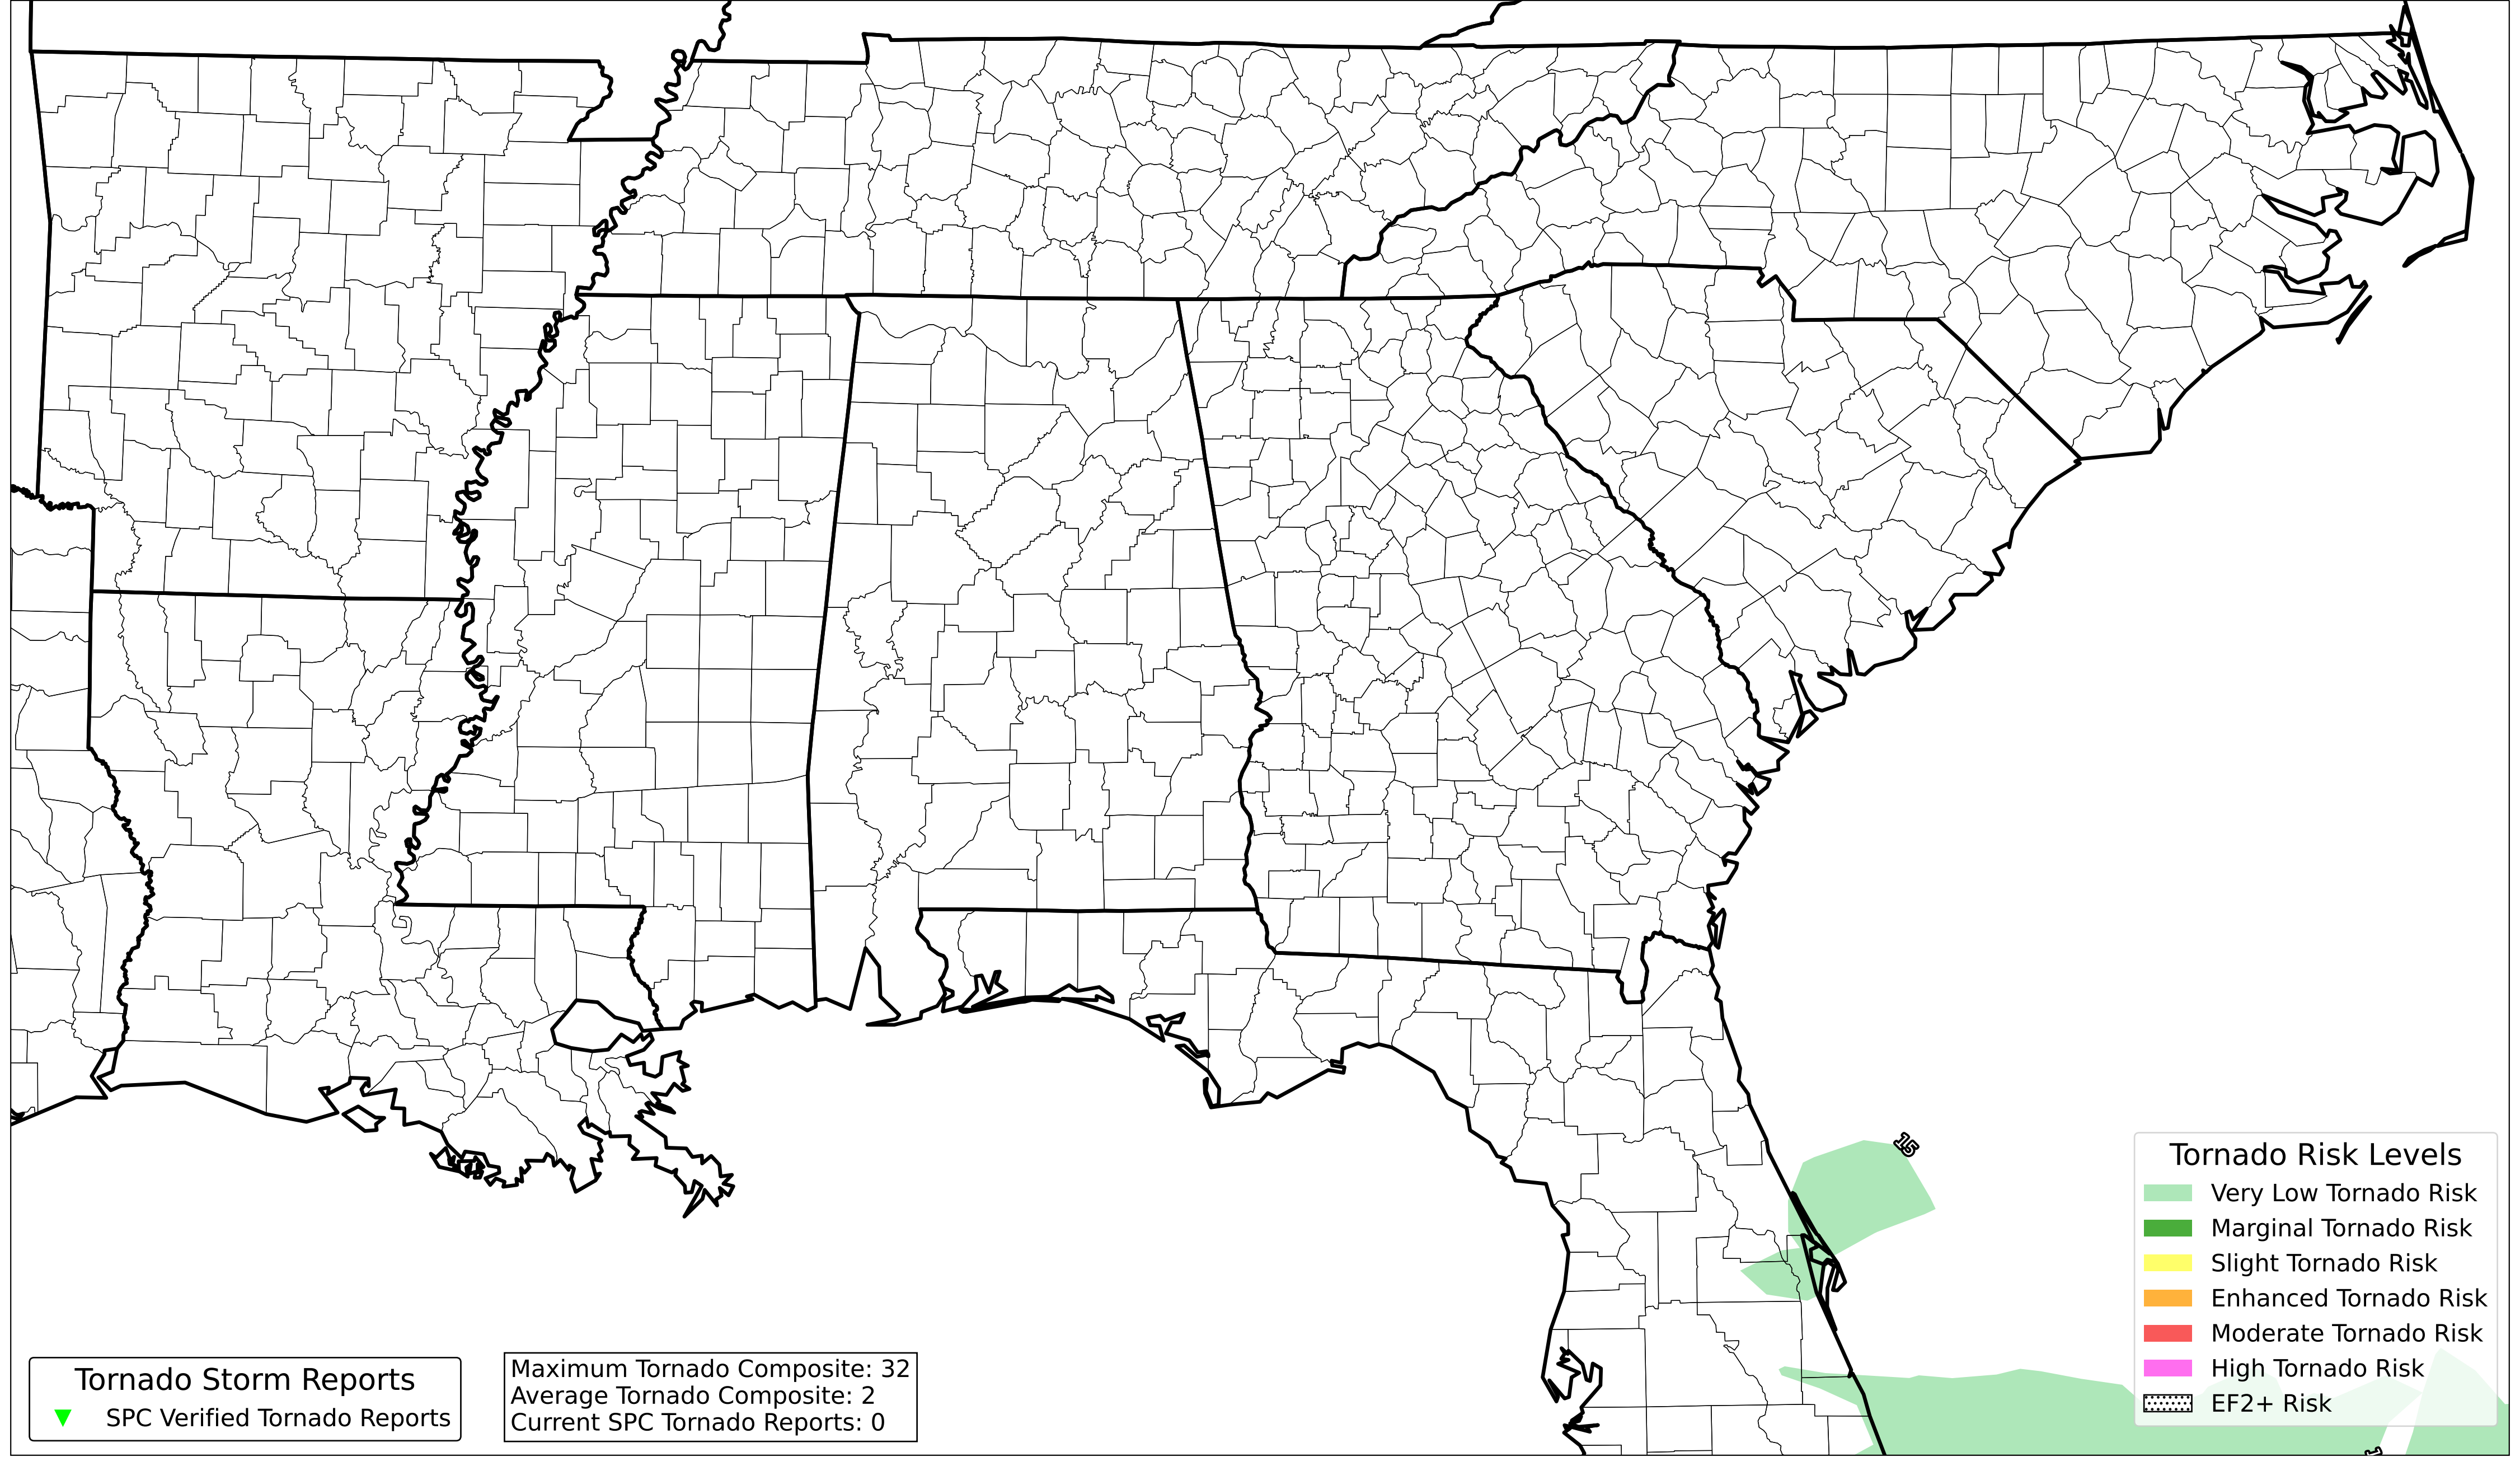 15
Tornado Risk Levels
Very Low Tornado Risk
Marginal Tornado Risk
Slight Tornado Risk
Enhanced Tornado Risk
Moderate Tornado Risk
High Tornado Risk
EF2+ Risk
Tornado Storm Reports
SPC Verified Tornado Reports
Maximum Tornado Composite: 32
Average Tornado Composite: 2
Current SPC Tornado Reports: 0